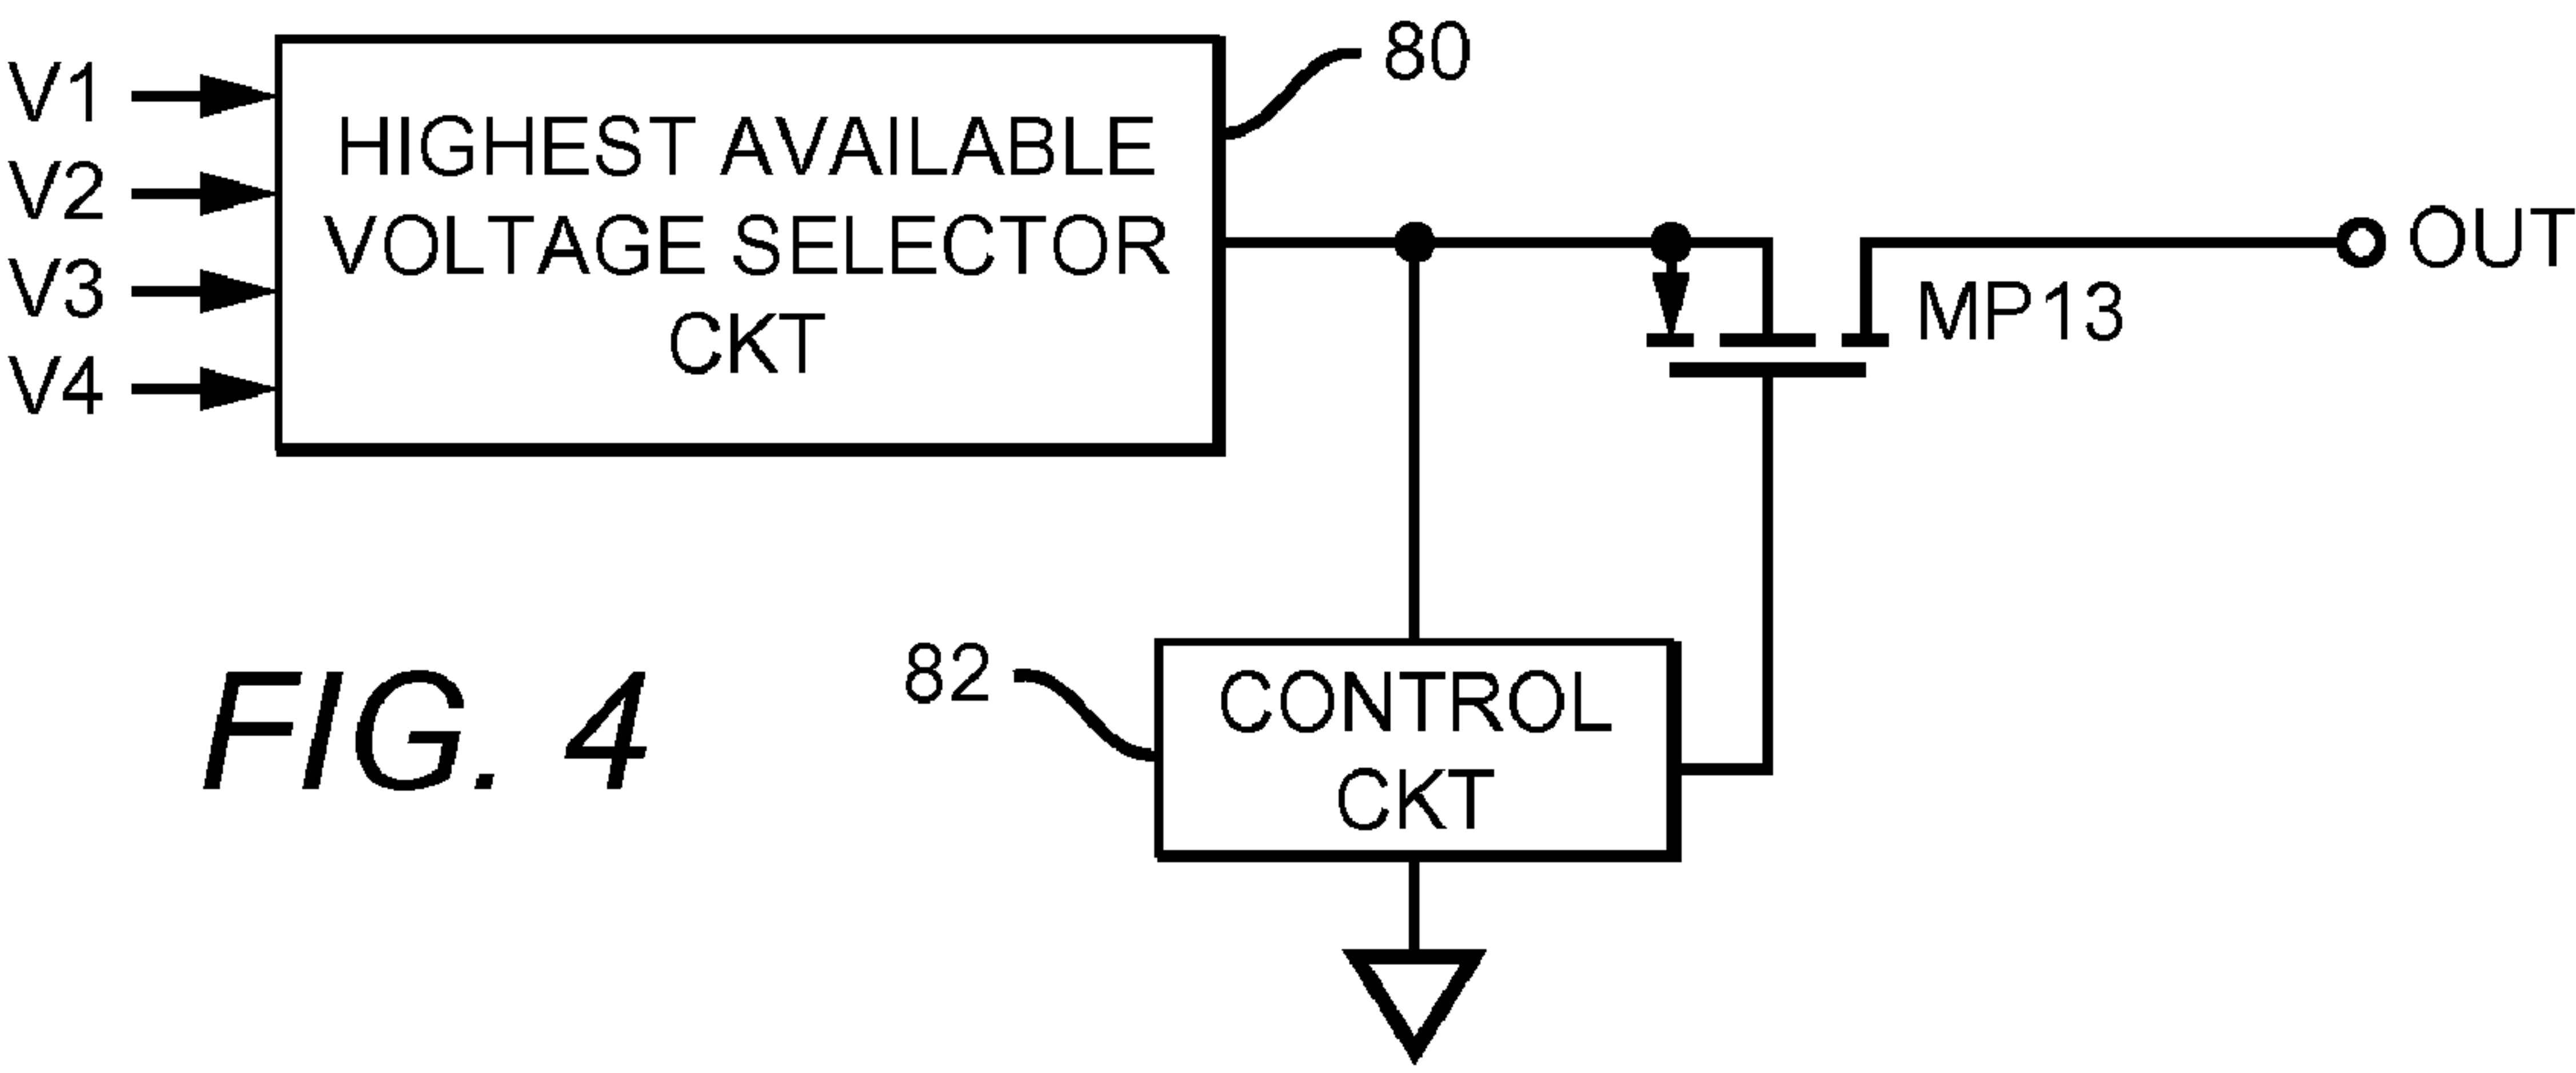 80
V1
V2
V3
V4
HIGHEST AVAILABLE
VOLTAGE SELECTOR
CKT
OUT
MP13
82
CONTROL
CKT
FIG. 4